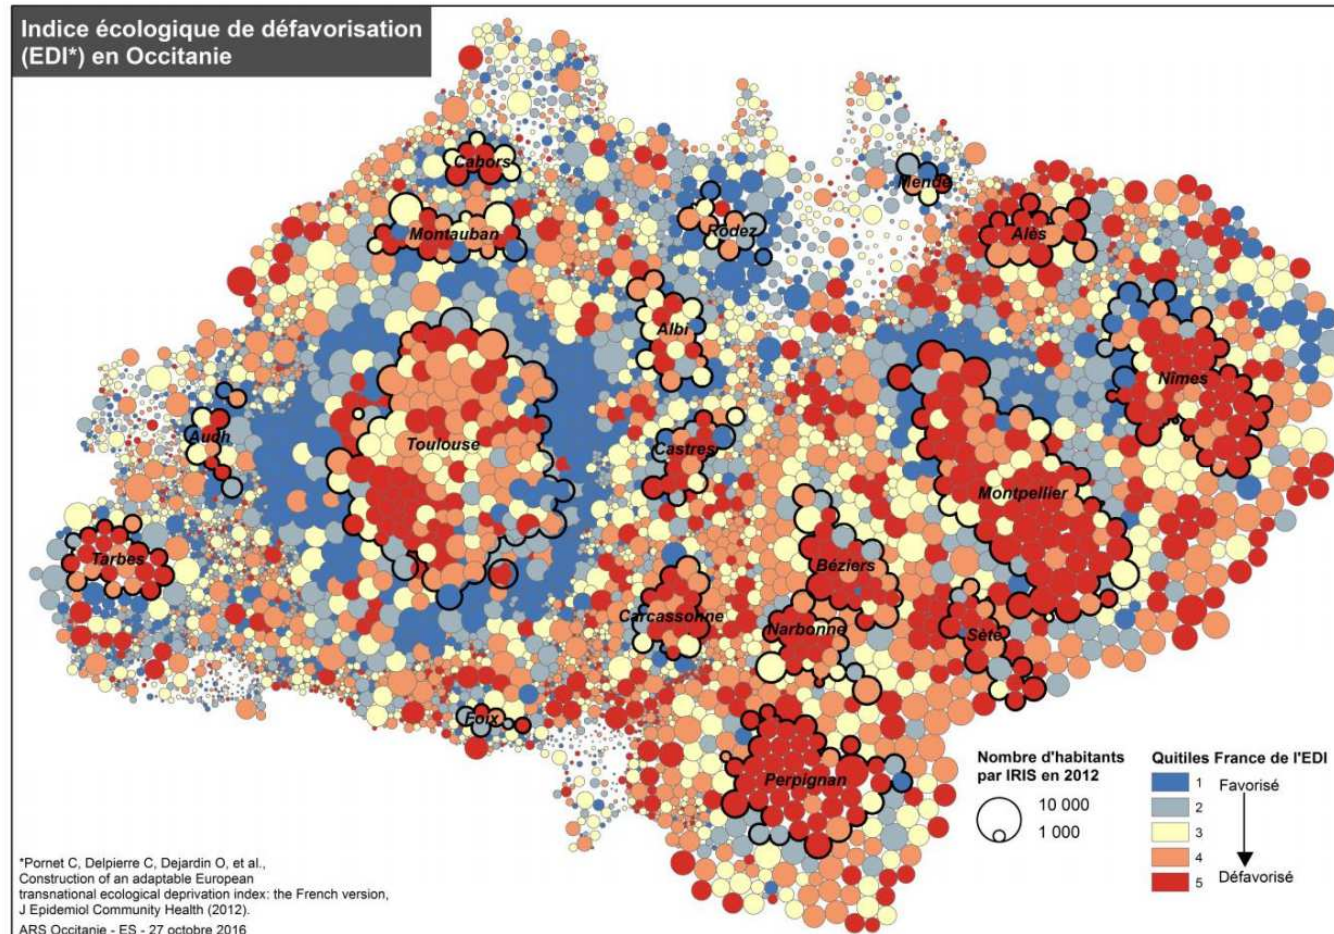 Indice écologique de défavorisation
(EDI*) en Occitanie
Cahors
Mende
Montauban
Rodez
Alès
Albi
Nîmes
Auch
Toulouse
Castres
Montpellier
Tarbes
Béziers
Carcassonne
Narbonne
Sète
Foix
Perpignan
Nombre d'habitants
par IRIS en 2012
10 000
1 000
Quitiles France de l'EDI
1 Favorisé
2
3
4
5 Défavorisé
*Pornet C, Delpierre C, Dejardin O, et al.,
Construction of an adaptable European
transnational ecological deprivation index: the French version,
J Epidemiol Community Health (2012).
ARS Occitanie - ES - 27 octobre 2016